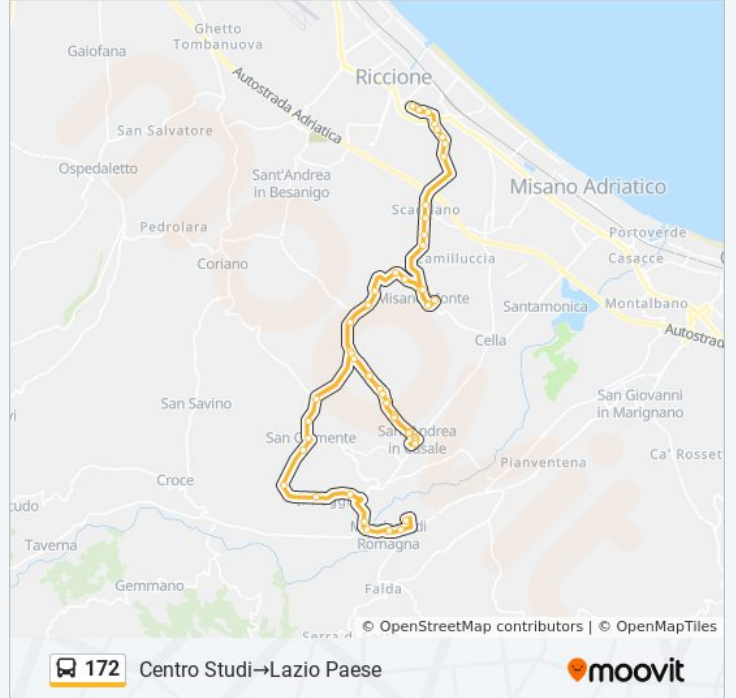 Ghetto
Tombanuova
Gaiofana
Riccione
Autostrada Adriatica
San Salvatore
Ospedaletto
Sant'Andrea
in Besanigo
Misano Adriatico
Pedrolara
Portoverde
Coriano
Camilluccia
Casacce
Misano Monte
Santamonica
Montalbano
Autostrad
Cella
San Savino
San Giovanni
in Marignano
San Clemente
Sant'Andrea
in Casale
Pianventena
Ca' Rosset
Croce
cudo
Taverna
Romagna
Gemmano
Falda
© OpenStreetMap contributors | © OpenMapTiles
172 Centro Studi→Lazio Paese
moovit